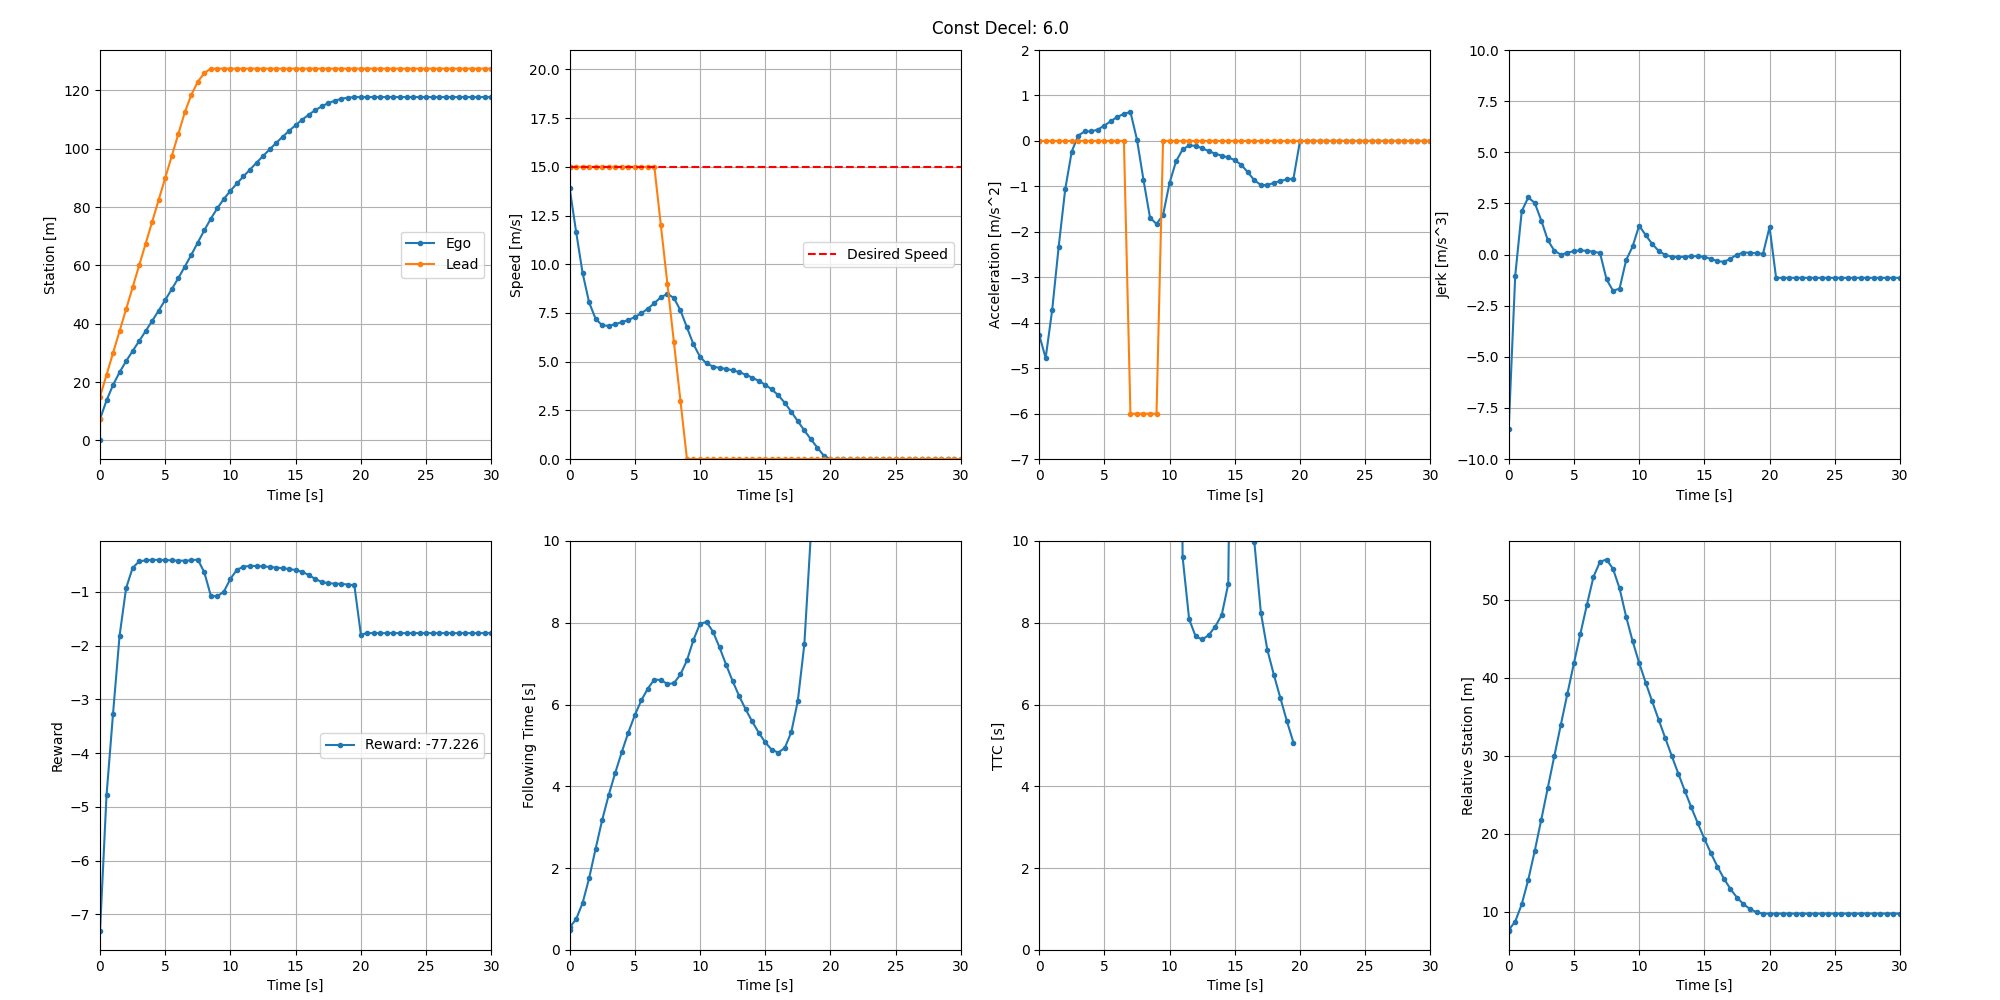 Const Decel: 6.0
Station [m]
120
100
80
60
40
20
0
Ego
Lead
0 5 10 15 20 25 30
Time [s]
Speed [m/s]
20.0
17.5
15.0
12.5
10.0
7.5
5.0
2.5
0.0
Desired Speed
0 5 10 15 20 25 30
Time [s]
Acceleration [m/s^2]
2
1
0
−1
−2
−3
−4
−5
−6
−7
0 5 10 15 20 25 30
Time [s]
Jerk [m/s^3]
10.0
7.5
5.0
2.5
0.0
−2.5
−5.0
−7.5
−10.0
0 5 10 15 20 25 30
Time [s]
Reward
−1
−2
−3
−4
−5
−6
−7
Reward: -77.226
0 5 10 15 20 25 30
Time [s]
Following Time [s]
10
8
6
4
2
0
0 5 10 15 20 25 30
Time [s]
TTC [s]
10
8
6
4
2
0
0 5 10 15 20 25 30
Time [s]
Relative Station [m]
50
40
30
20
10
0 5 10 15 20 25 30
Time [s]